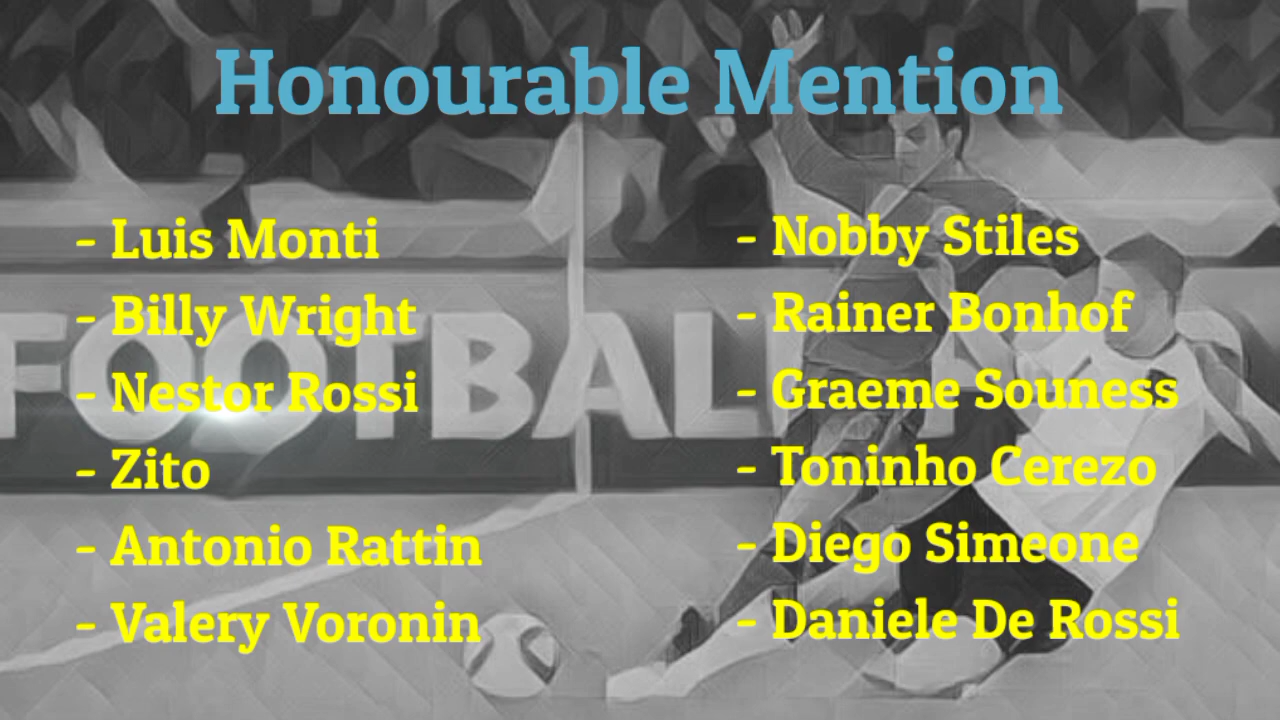 Honourable Mention
- Luis Monti
- Billy Wright
- Nestor Rossi
- Zito
- Antonio Rattin
- Valery Voronin
- Nobby Stiles
- Rainer Bonhof
- Graeme Souness
- Toninho Cerezo
- Diego Simeone
- Daniele De Rossi
FOOTBALL